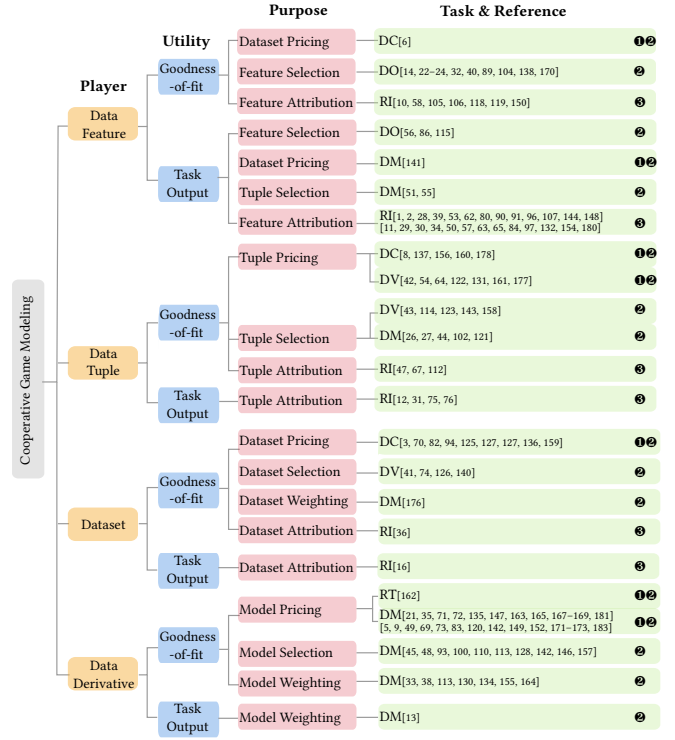 Purpose
Task & Reference
Utility
Player
Cooperative Game Modeling
Data
Feature
Goodness
-of-fit
Dataset Pricing
DC[6] ❶❷
Feature Selection
DO[14, 22–24, 32, 40, 89, 104, 138, 170] ❷
Feature Attribution
RI[10, 58, 105, 106, 118, 119, 150] ❸
Task
Output
Feature Selection
DO[56, 86, 115] ❷
Dataset Pricing
DM[141] ❶❷
Tuple Selection
DM[51, 55] ❷
Feature Attribution
RI[1, 2, 28, 39, 53, 62, 80, 90, 91, 96, 107, 144, 148]
[11, 29, 30, 34, 50, 57, 63, 65, 84, 97, 132, 154, 180] ❸
Data
Tuple
Goodness
-of-fit
Tuple Pricing
DC[8, 137, 156, 160, 178] ❶❷
DV[42, 54, 64, 122, 131, 161, 177] ❶❷
Tuple Selection
DV[43, 114, 123, 143, 158] ❷
DM[26, 27, 44, 102, 121] ❷
Tuple Attribution
RI[47, 67, 112] ❸
Task
Output
Tuple Attribution
RI[12, 31, 75, 76] ❸
Dataset
Goodness
-of-fit
Dataset Pricing
DC[3, 70, 82, 94, 125, 127, 127, 136, 159] ❶❷
Dataset Selection
DV[41, 74, 126, 140] ❷
Dataset Weighting
DM[176] ❷
Dataset Attribution
RI[36] ❸
Task
Output
Dataset Attribution
RI[16] ❸
Data
Derivative
Goodness
-of-fit
Model Pricing
RT[162] ❶❷
DM[21, 35, 71, 72, 135, 147, 163, 165, 167–169, 181]
[5, 9, 49, 69, 73, 83, 120, 142, 149, 152, 171–173, 183] ❶❷
Model Selection
DM[45, 48, 93, 100, 110, 113, 128, 142, 146, 157] ❷
Model Weighting
DM[33, 38, 113, 130, 134, 155, 164] ❷
Task
Output
Model Weighting
DM[13] ❷